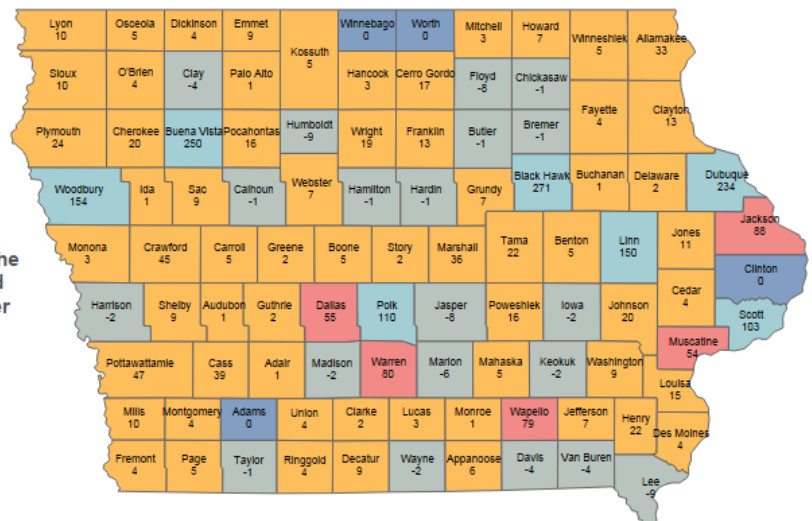 Lyon
10
Osceola
5
Dickinson
4
Emmet
9
Kossuth
5
Winnebago
0
Worth
0
Mitchell
3
Howard
7
Winneshiek
5
Allamakee
33
Sioux
10
O'Brien
4
Clay
-4
Palo Alto
1
Hancock
3
Cerro Gordo
17
Floyd
-8
Chickasaw
-1
Fayette
4
Clayton
13
Plymouth
24
Cherokee
20
Buena Vista
250
Pocahontas
16
Humboldt
-9
Wright
19
Franklin
13
Butler
-1
Bremer
-1
Woodbury
154
Ida
1
Sac
9
Calhoun
-1
Webster
7
Hamilton
-1
Hardin
-1
Grundy
7
Black Hawk
271
Buchanan
1
Delaware
2
Dubuque
234
Jackson
88
he
d
er
Monona
3
Crawford
45
Carroll
5
Greene
2
Boone
5
Story
2
Marshall
36
Tama
22
Benton
5
Linn
150
Jones
11
Clinton
0
Harrison
-2
Shelby
9
Audubon
1
Guthrie
2
Dallas
55
Polk
110
Jasper
-8
Poweshiek
16
Iowa
-2
Johnson
20
Cedar
4
Scott
103
Muscatine
54
Pottawattamie
47
Cass
39
Adair
1
Madison
-2
Warren
80
Marion
-6
Mahaska
5
Keokuk
-2
Washington
9
Louisa
15
Mills
10
Montgomery
4
Adams
0
Union
4
Clarke
2
Lucas
3
Monroe
1
Wapello
79
Jefferson
7
Henry
22
Des Moines
4
Fremont
4
Page
5
Taylor
-1
Ringgold
4
Decatur
9
Wayne
-2
Appanoose
6
Davis
-4
Van Buren
-4
Lee
-9